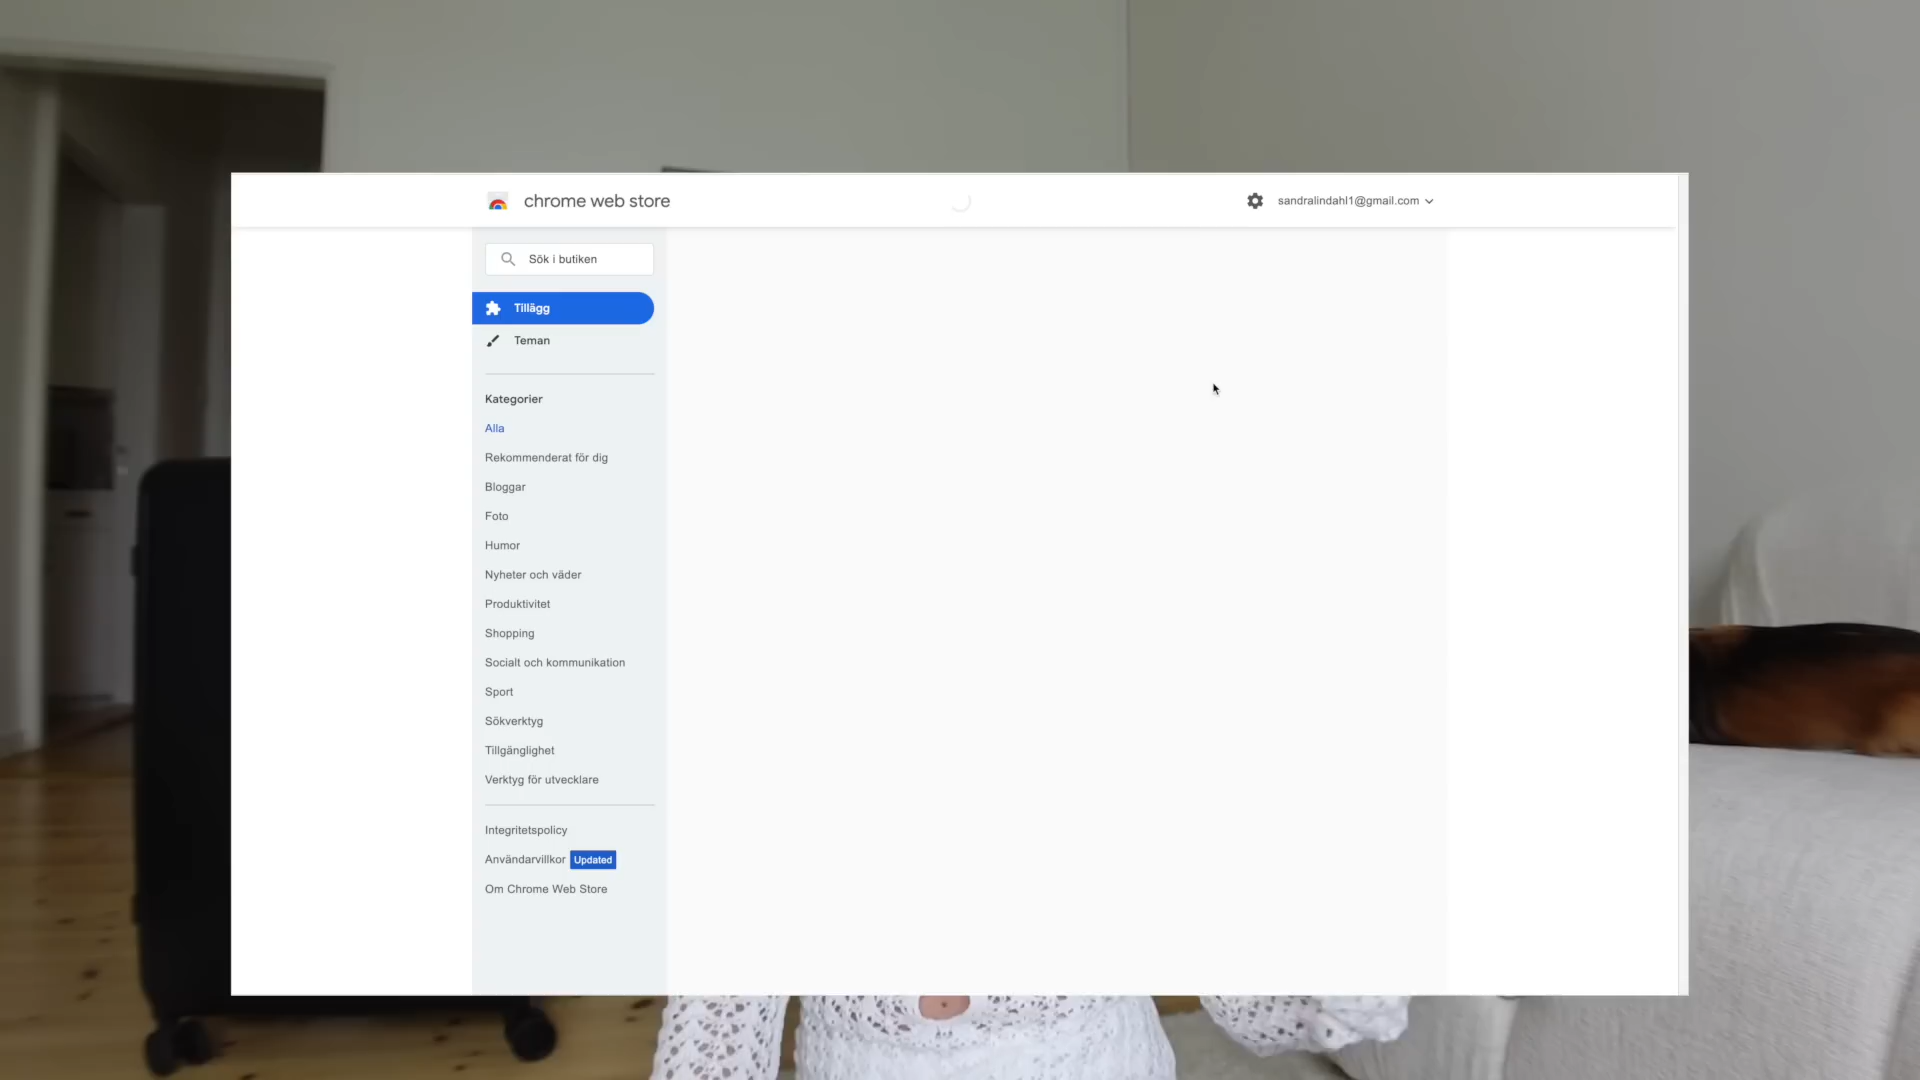 chrome web store
sandralindahl1@gmail.com
Sök i butiken
Tillägg
Teman
Kategorier
Alla
Rekommenderat för dig
Bloggar
Foto
Humor
Nyheter och väder
Produktivitet
Shopping
Socialt och kommunikation
Sport
Sökverktyg
Tillgänglighet
Verktyg för utvecklare
Integritetspolicy
Användarvillkor Updated
Om Chrome Web Store